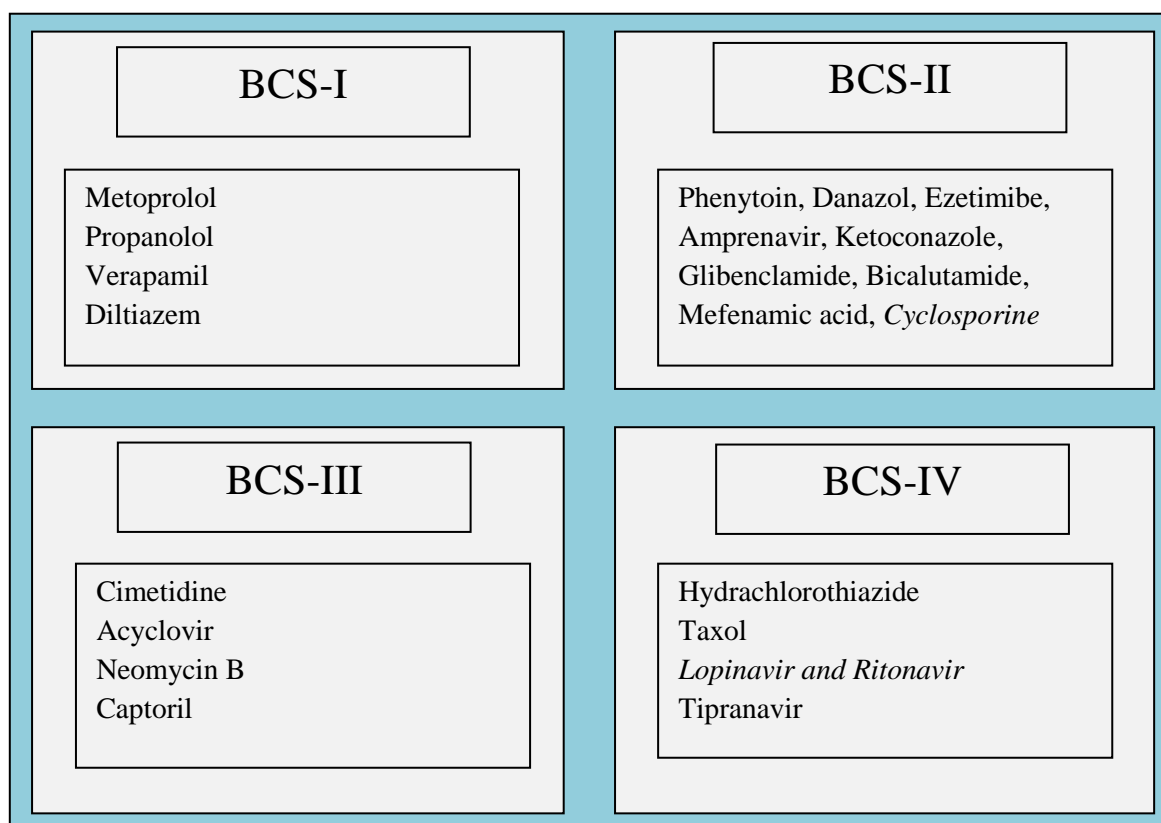 BCS-I
Metoprolol
Propanolol
Verapamil
Diltiazem
BCS-II
Phenytoin, Danazol, Ezetimibe,
Amprenavir, Ketoconazole,
Glibenclamide, Bicalutamide,
Mefenamic acid, Cyclosporine
BCS-III
Cimetidine
Acyclovir
Neomycin B
Captoril
BCS-IV
Hydrachlorothiazide
Taxol
Lopinavir and Ritonavir
Tipranavir